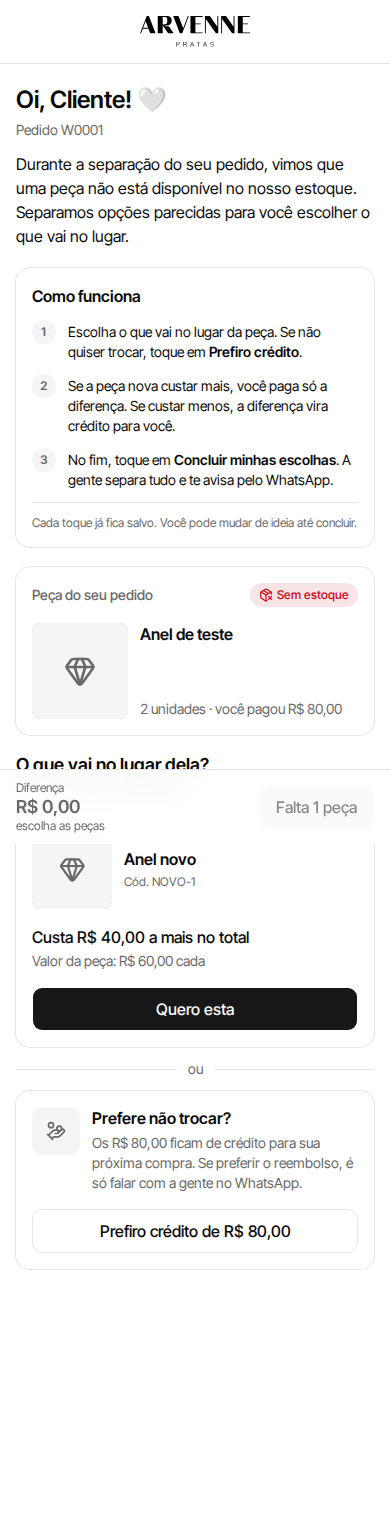 ARVENNE
PRATAS
Oi, Cliente! 🤍
Pedido W0001
Durante a separação do seu pedido, vimos que
uma peça não está disponível no nosso estoque.
Separamos opções parecidas para você escolher o
que vai no lugar.
Como funciona
1 Escolha o que vai no lugar da peça. Se não
quiser trocar, toque em Prefiro crédito.
2 Se a peça nova custar mais, você paga só a
diferença. Se custar menos, a diferença vira
crédito para você.
3 No fim, toque em Concluir minhas escolhas. A
gente separa tudo e te avisa pelo WhatsApp.
Cada toque já fica salvo. Você pode mudar de ideia até concluir.
Peça do seu pedido
Sem estoque
Anel de teste
2 unidades · você pagou R$ 80,00
O que vai no lugar dela?
Diferença
R$ 0,00
escolha as peças
Falta 1 peça
Anel novo
Cód. NOVO-1
Custa R$ 40,00 a mais no total
Valor da peça: R$ 60,00 cada
Quero esta
ou
Prefere não trocar?
Os R$ 80,00 ficam de crédito para sua
próxima compra. Se preferir o reembolso, é
só falar com a gente no WhatsApp.
Prefiro crédito de R$ 80,00